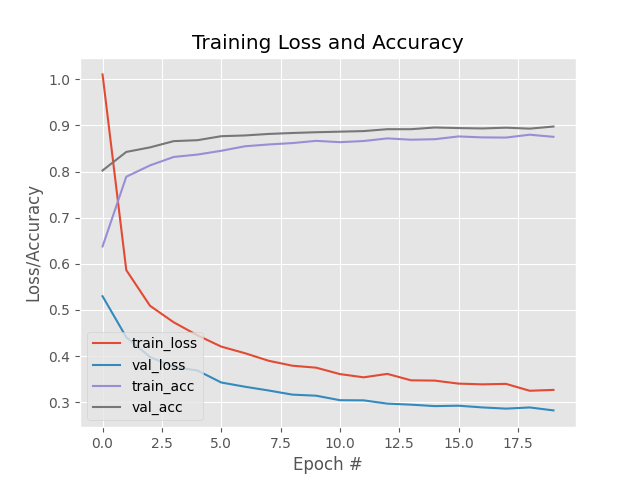 Training Loss and Accuracy
1.0
0.9
0.8
0.7
0.6
0.5
0.4
0.3
Loss/Accuracy
train_loss
val_loss
train_acc
val_acc
0.0 2.5 5.0 7.5 10.0 12.5 15.0 17.5
Epoch #